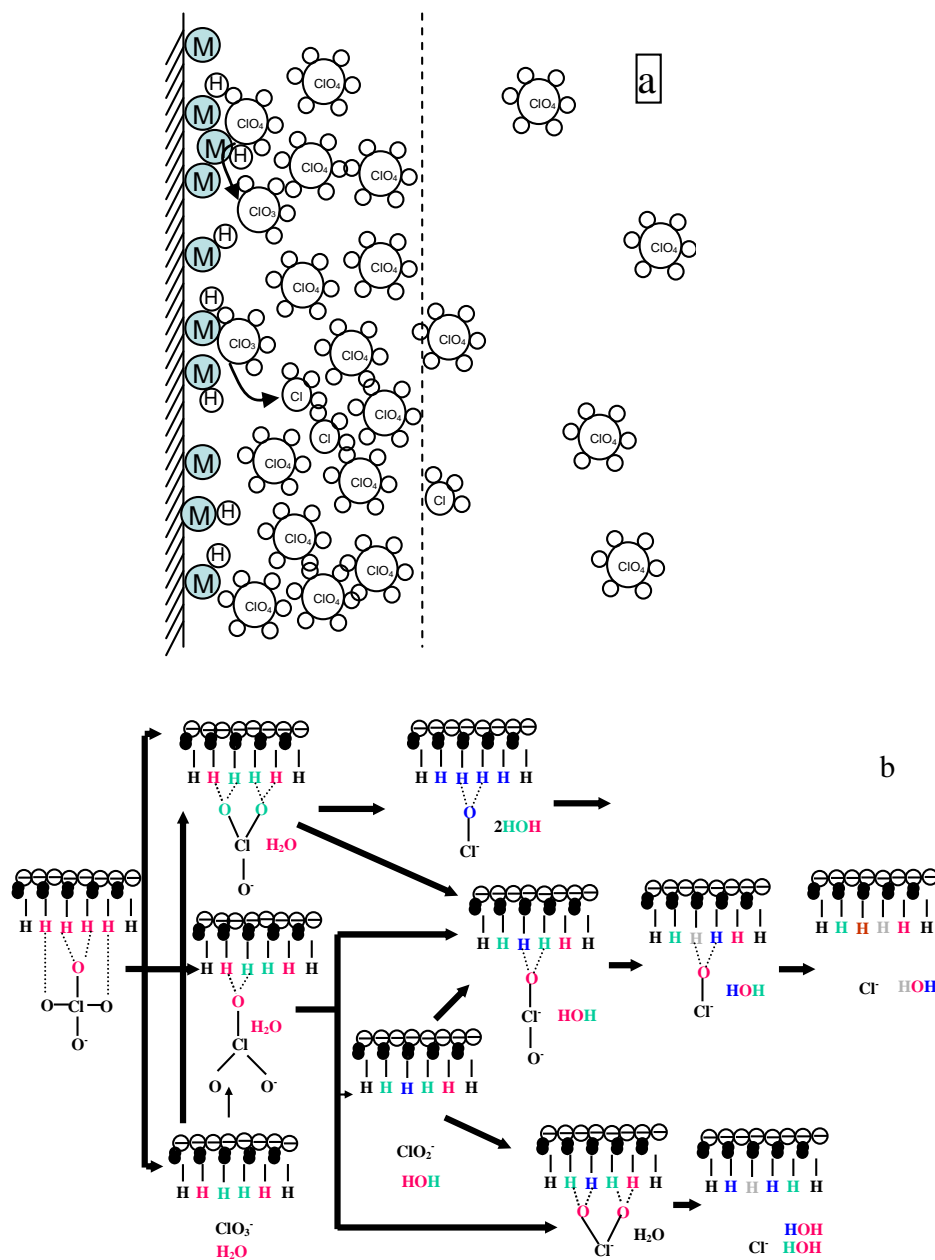 M
ClO₄
a
ClO₄
H
M
ClO₄
M
H
ClO₄
ClO₄
M
ClO₃
H
ClO₄
M
ClO₄
ClO₄
H
M
ClO₃
ClO₄
ClO₄
M
H
Cl
ClO₄
Cl
ClO₄
M
ClO₄
ClO₄
Cl
M
H
ClO₄
H
ClO₄
ClO₄
M
ClO₄
ClO₄
b
H H H H H H
O O
Cl
H₂O
O⁻
H H H H H H
O
2HOH
Cl⁻
H H H H H H
O
O Cl O
O⁻
H H H H H H
O
H₂O
Cl
O O⁻
H H H H H H
O
HOH
Cl⁻
O
H H H H H H
O
HOH
Cl⁻
H H H H H H
Cl⁻ HOH
H H H H H H
ClO₂⁻
HOH
H H H H H H
ClO₃⁻
H₂O
H H H H H H
O O
H₂O
Cl⁻
H H H H H H
HOH
Cl⁻ HOH